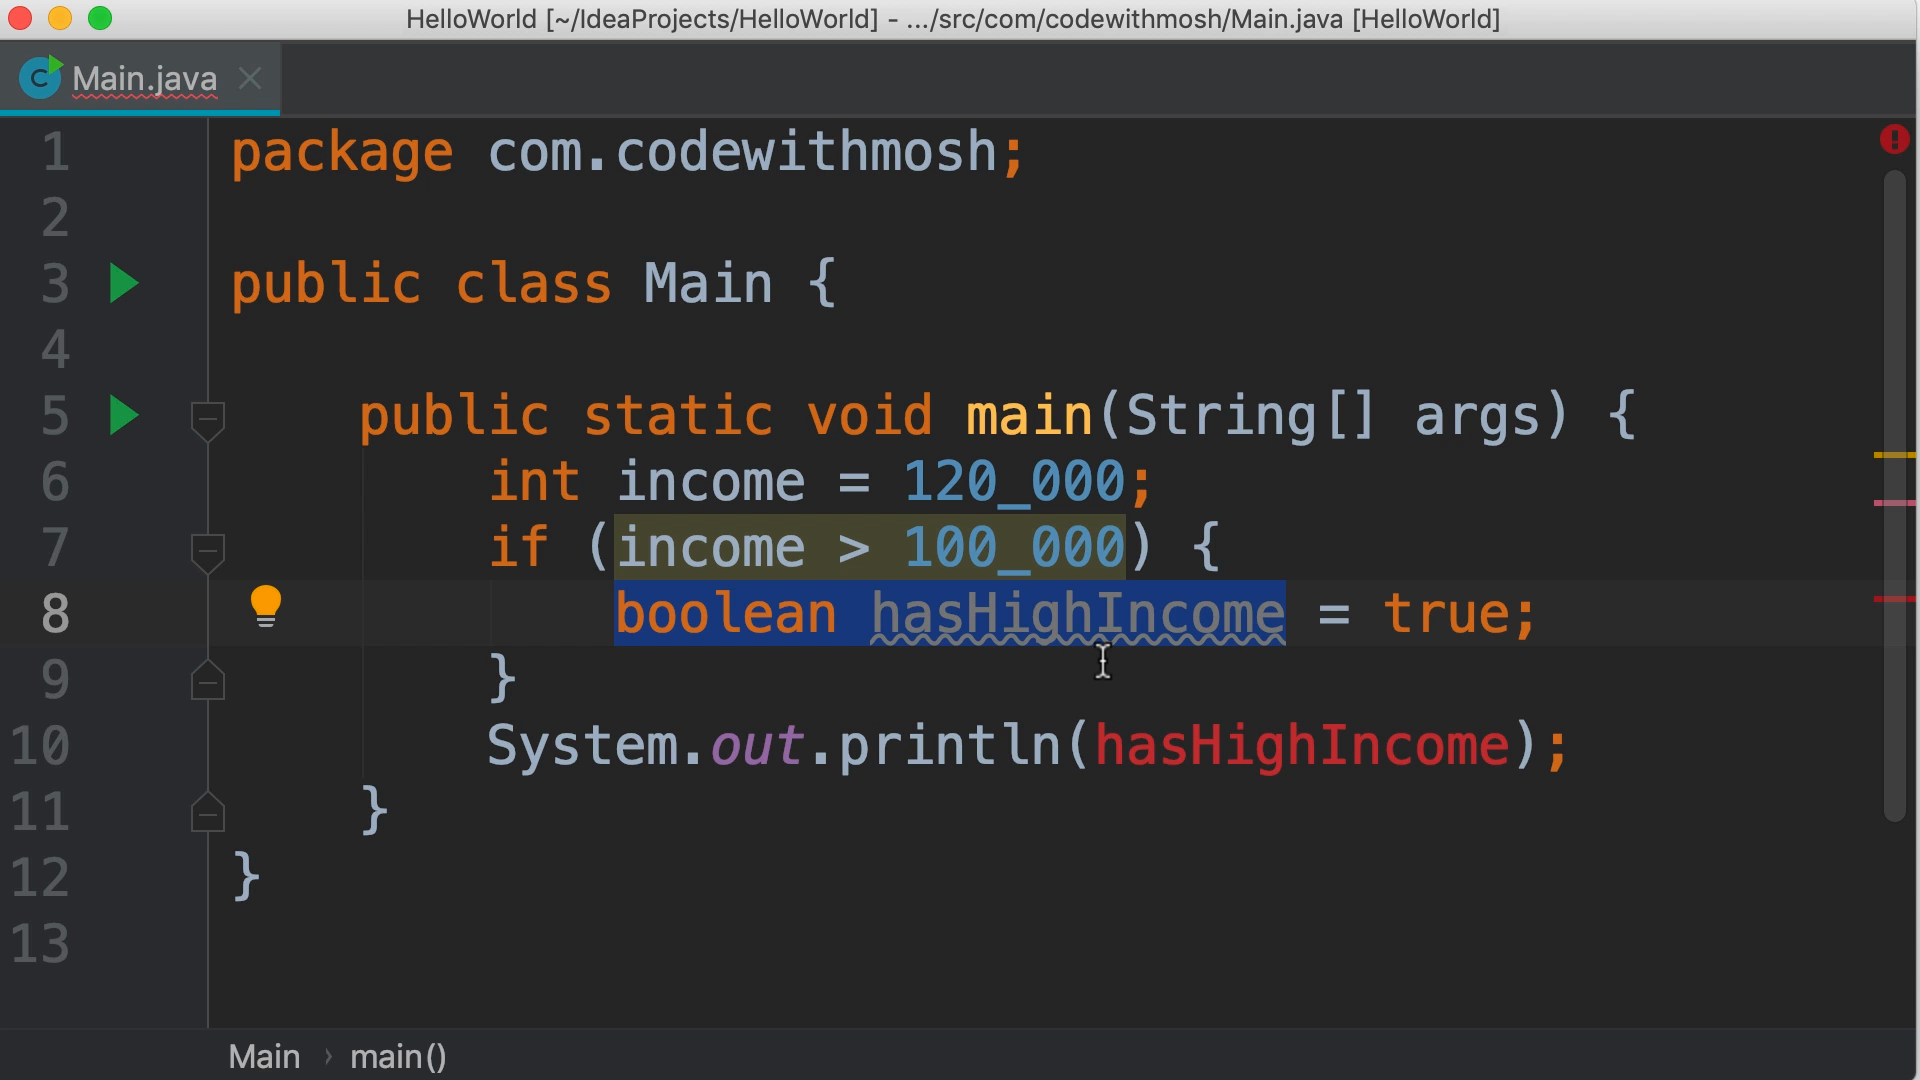 HelloWorld [~/IdeaProjects/HelloWorld] - .../src/com/codewithmosh/Main.java [HelloWorld]
Main.java
1 package com.codewithmosh;
2
3 public class Main {
4
5 public static void main(String[] args) {
6 int income = 120_000;
7 if (income > 100_000) {
8 boolean hasHighIncome = true;
9 }
10 System.out.println(hasHighIncome);
11 }
12 }
13
Main › main()